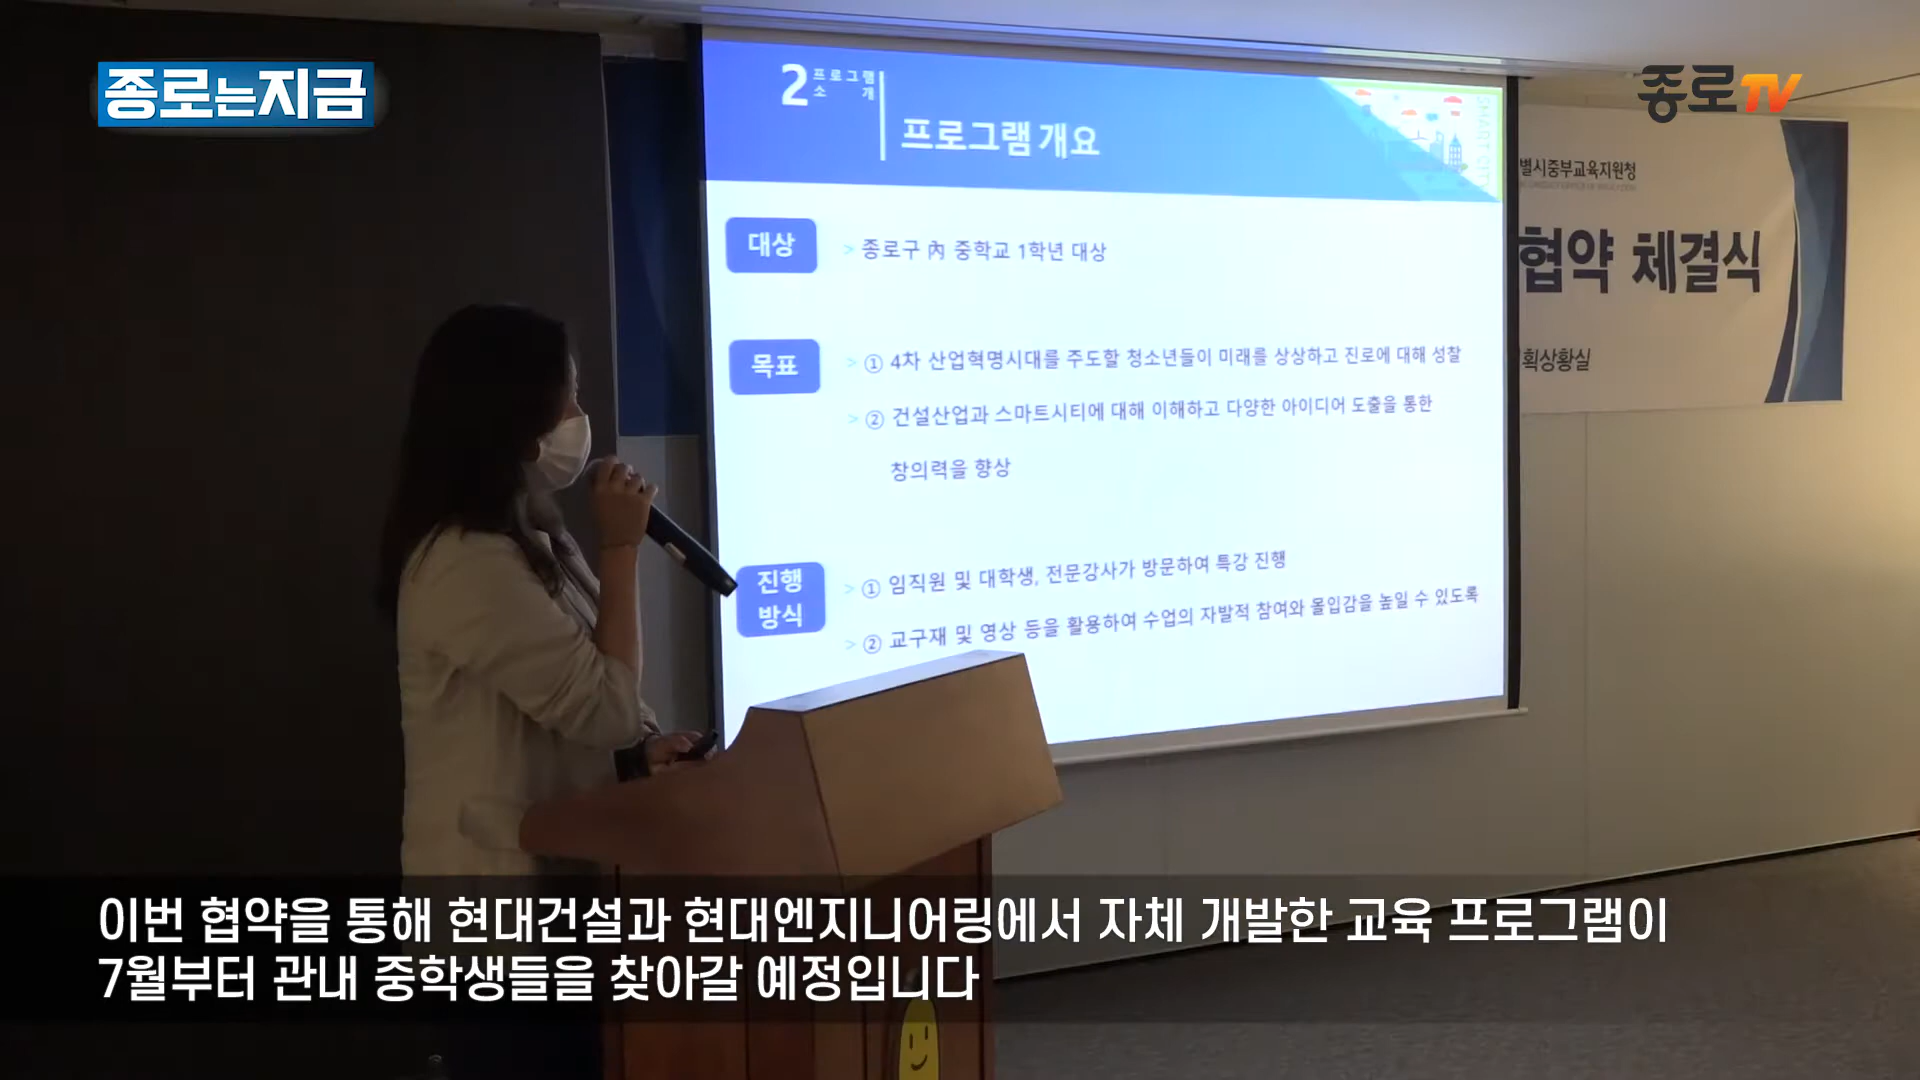 종로는지금
종로TV
2 프로그램
소 개
프로그램 개요
SMART CITY
대상
> 종로구 內 중학교 1학년 대상
목표
> ① 4차 산업혁명시대를 주도할 청소년들이 미래를 상상하고 진로에 대해 성찰
> ② 건설산업과 스마트시티에 대해 이해하고 다양한 아이디어 도출을 통한
창의력을 향상
진행
방식
> ① 임직원 및 대학생, 전문강사가 방문하여 특강 진행
> ② 교구재 및 영상 등을 활용하여 수업의 자발적 참여와 몰입감을 높일 수 있도록
별시중부교육지원청
협약 체결식
획상황실
이번 협약을 통해 현대건설과 현대엔지니어링에서 자체 개발한 교육 프로그램이
7월부터 관내 중학생들을 찾아갈 예정입니다